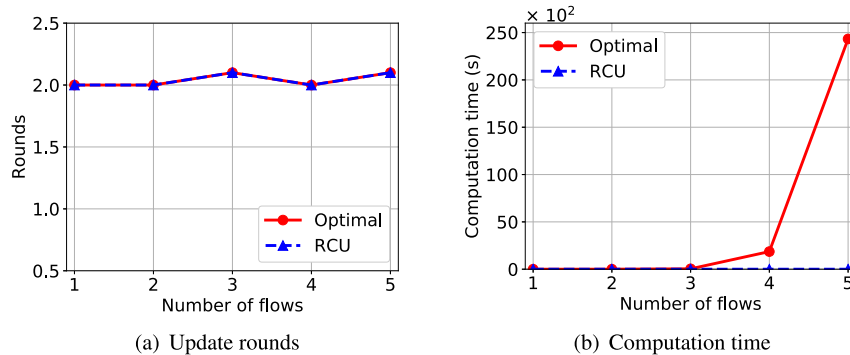 2.5
2.0
1.5
1.0
0.5
Rounds
Optimal
RCU
1 2 3 4 5
Number of flows
(a) Update rounds
× 10²
250
200
150
100
50
0
Computation time (s)
Optimal
RCU
1 2 3 4 5
Number of flows
(b) Computation time